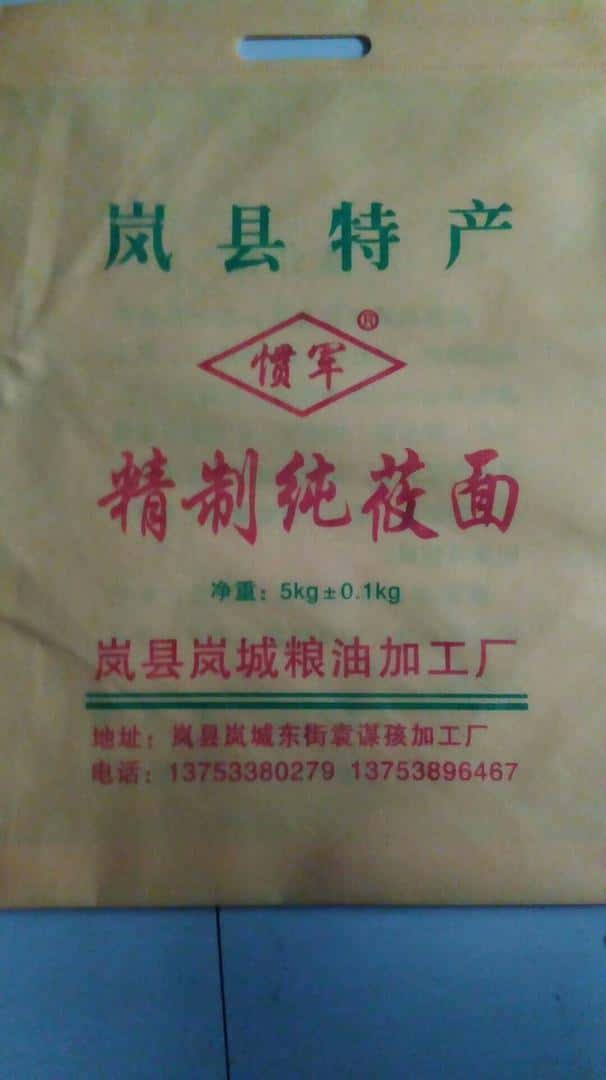 岚县特产
惯军®
精制纯莜面
净重：5kg±0.1kg
岚县岚城粮油加工厂
地址：岚县岚城东街袁谋孩加工厂
电话：13753380279 13753896467